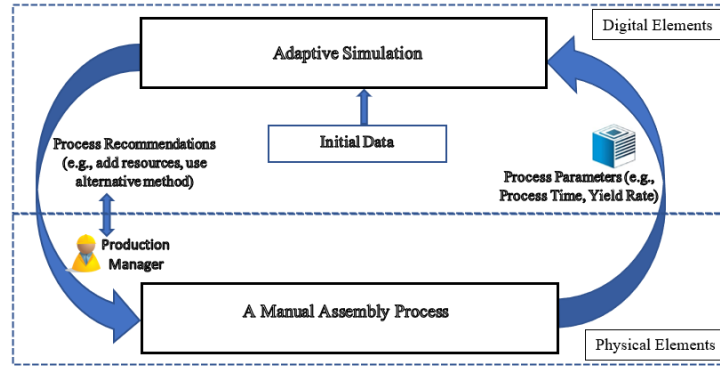 Digital Elements
Adaptive Simulation
Initial Data
Process Recommendations
(e.g., add resources, use
alternative method)
Process Parameters (e.g.,
Process Time, Yield Rate)
Production
Manager
A Manual Assembly Process
Physical Elements